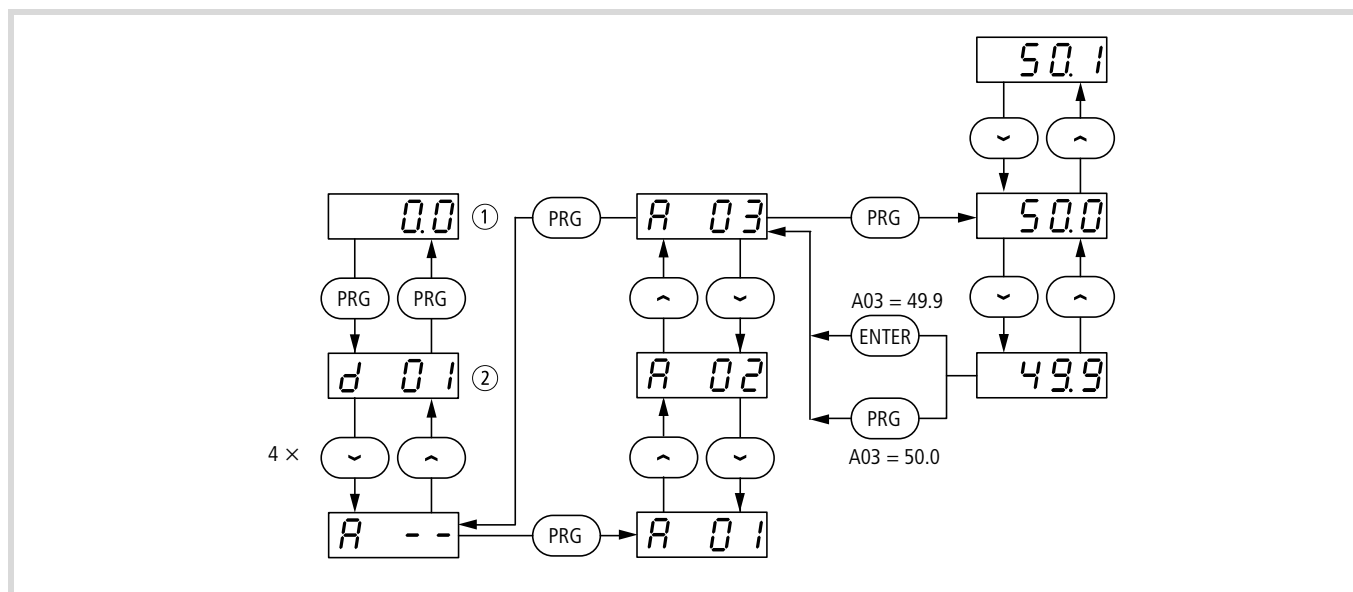 50.1
0.0 ① PRG A 03 PRG 50.0
PRG PRG
A03 = 49.9
ENTER
d 01 ② A 02 49.9
PRG
4 ×
A03 = 50.0
A -- PRG A 01